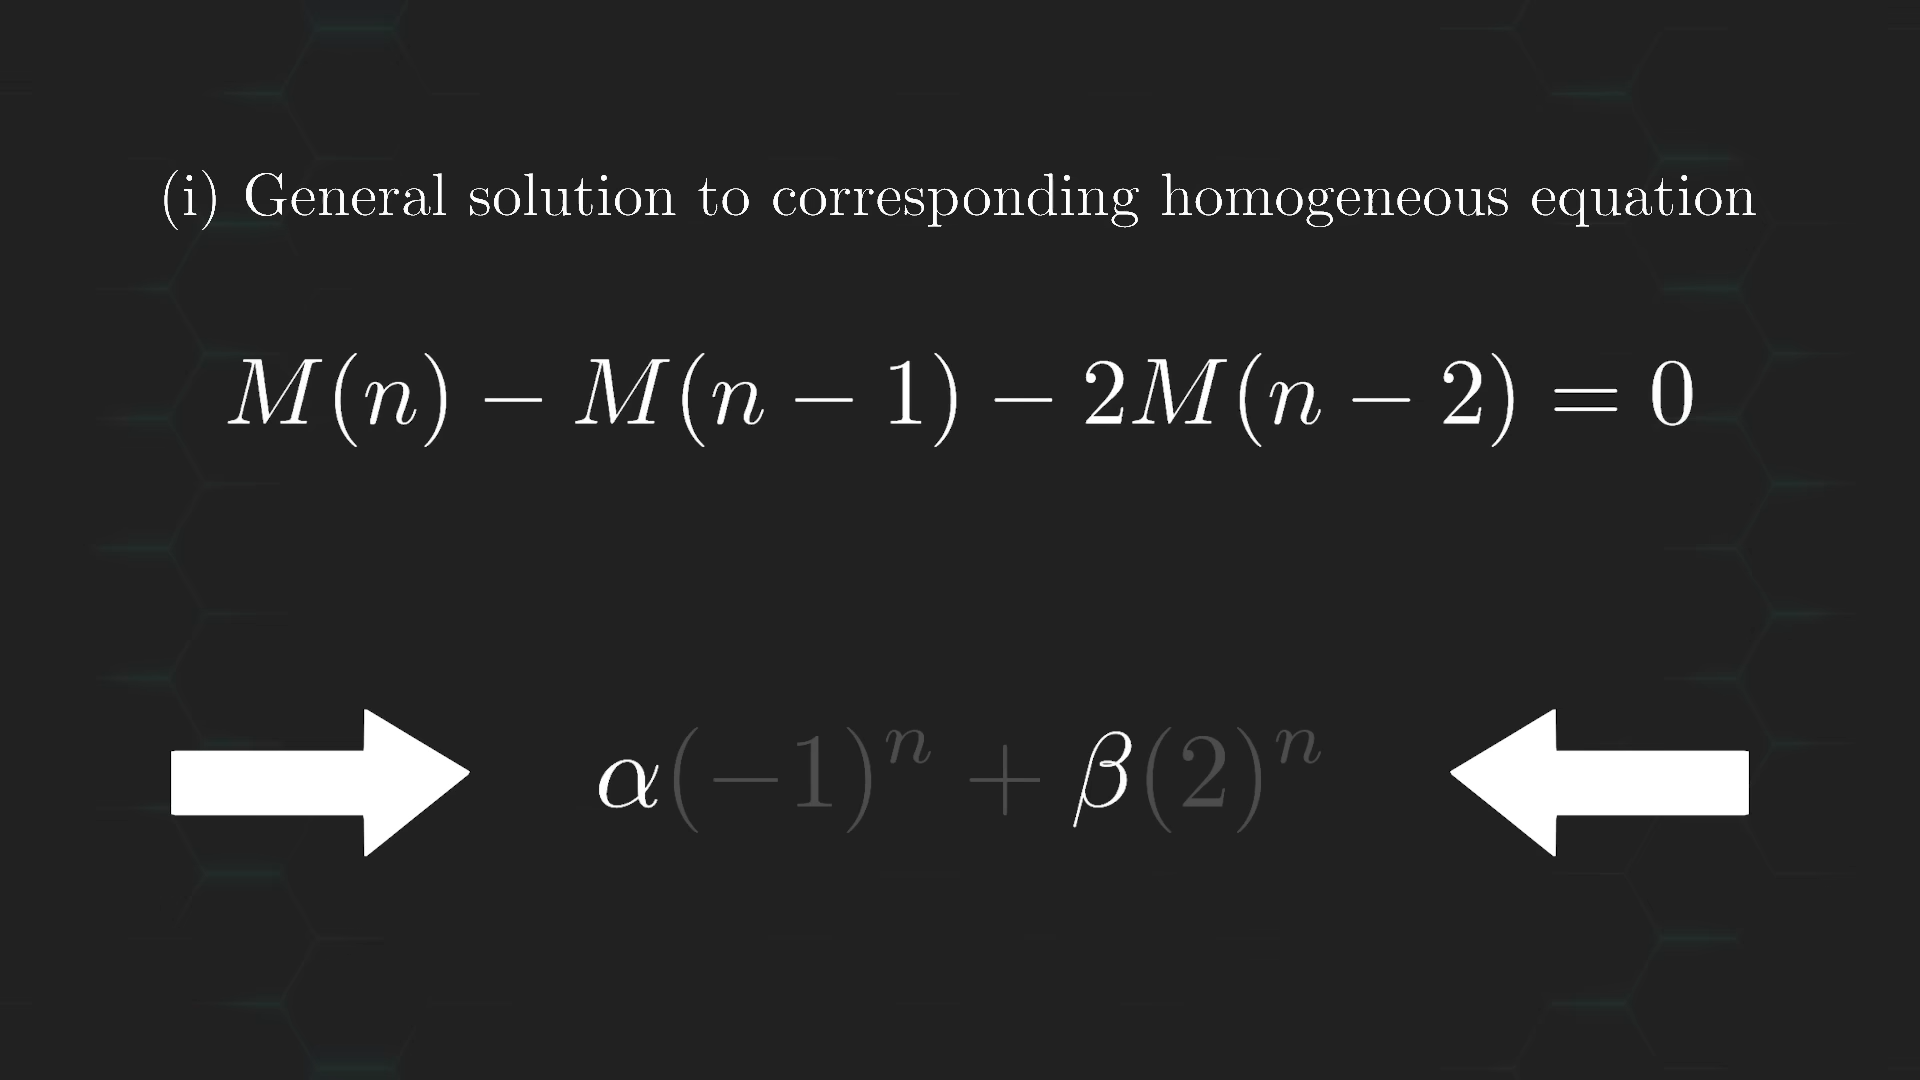 (i) General solution to corresponding homogeneous equation
M(n) − M(n − 1) − 2M(n − 2) = 0
α(−1)ⁿ + β(2)ⁿ